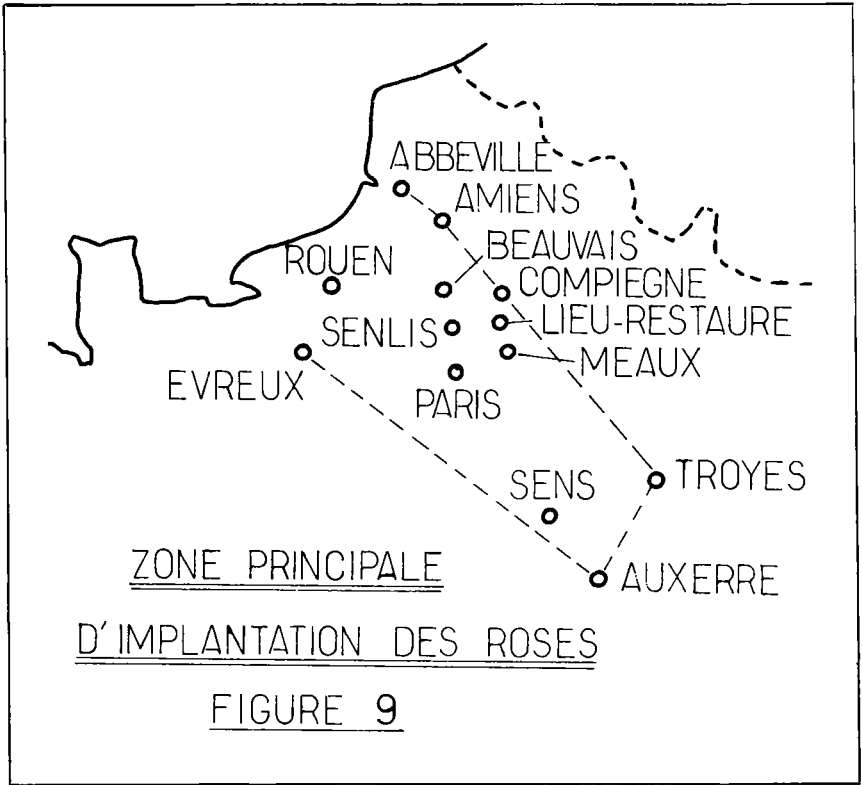 ABBEVILLE
AMIENS
BEAUVAIS
ROUEN
COMPIEGNE
LIEU-RESTAURE
SENLIS
MEAUX
EVREUX
PARIS
SENS
TROYES
AUXERRE
ZONE PRINCIPALE
D'IMPLANTATION DES ROSES
FIGURE 9